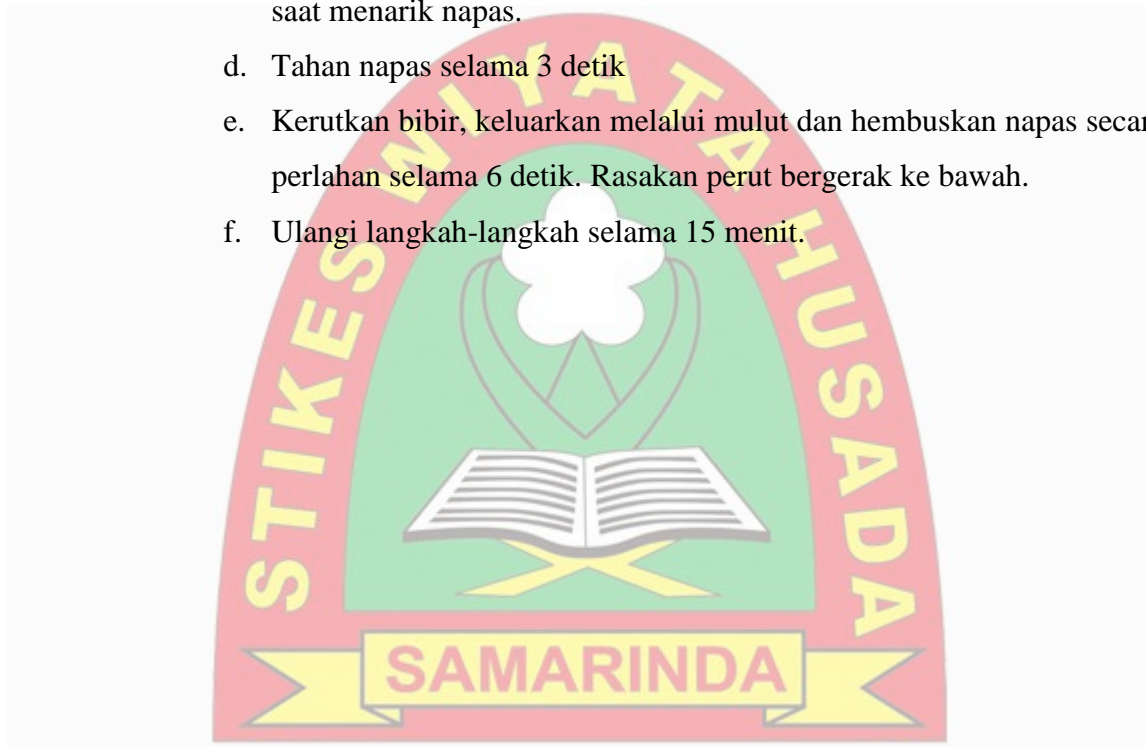 saat menarik napas.
d. Tahan napas selama 3 detik
e. Kerutkan bibir, keluarkan melalui mulut dan hembuskan napas secar
perlahan selama 6 detik. Rasakan perut bergerak ke bawah.
f. Ulangi langkah-langkah selama 15 menit.
STIKES WIYATA HUSADA
SAMARINDA